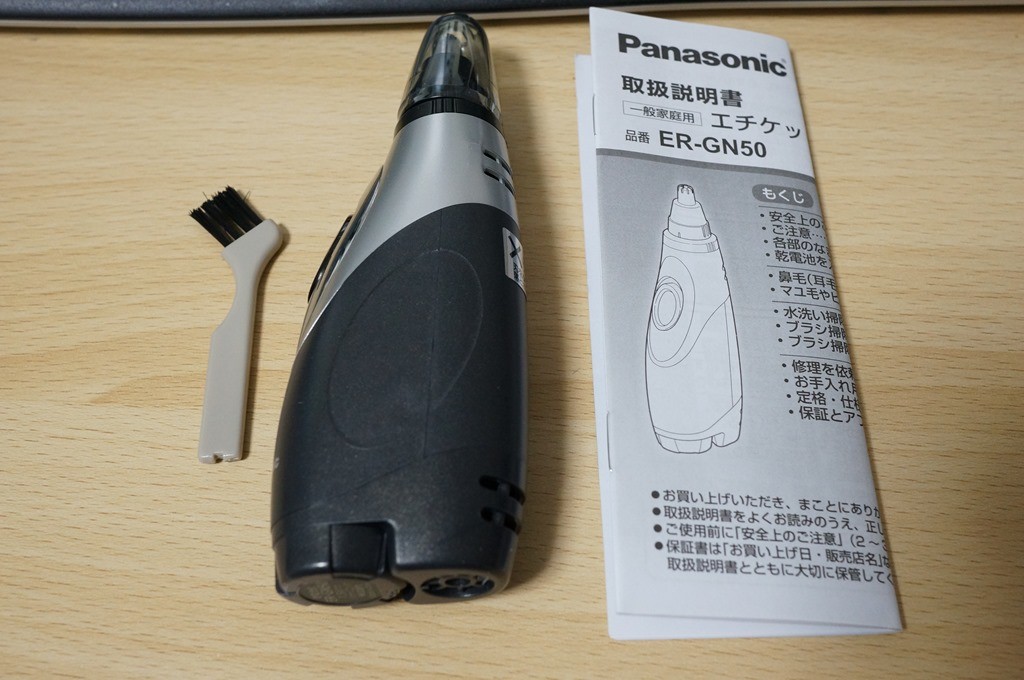 Panasonic
取扱説明書
一般家庭用 エチケッ
品番 ER-GN50
もくじ
・安全上の
・ご注意……
・各部のな
・乾電池を
・鼻毛(耳毛
・マユ毛や
・水洗い掃
・ブラシ掃
・ブラシ掃
・修理を依
・お手入れ
・定格・仕
・保証とア
●お買い上げいただき、まことにあり
●取扱説明書をよくお読みのうえ、正し
●ご使用前に「安全上のご注意」(2～
●保証書は「お買い上げ日・販売店名」
取扱説明書とともに大切に保管して